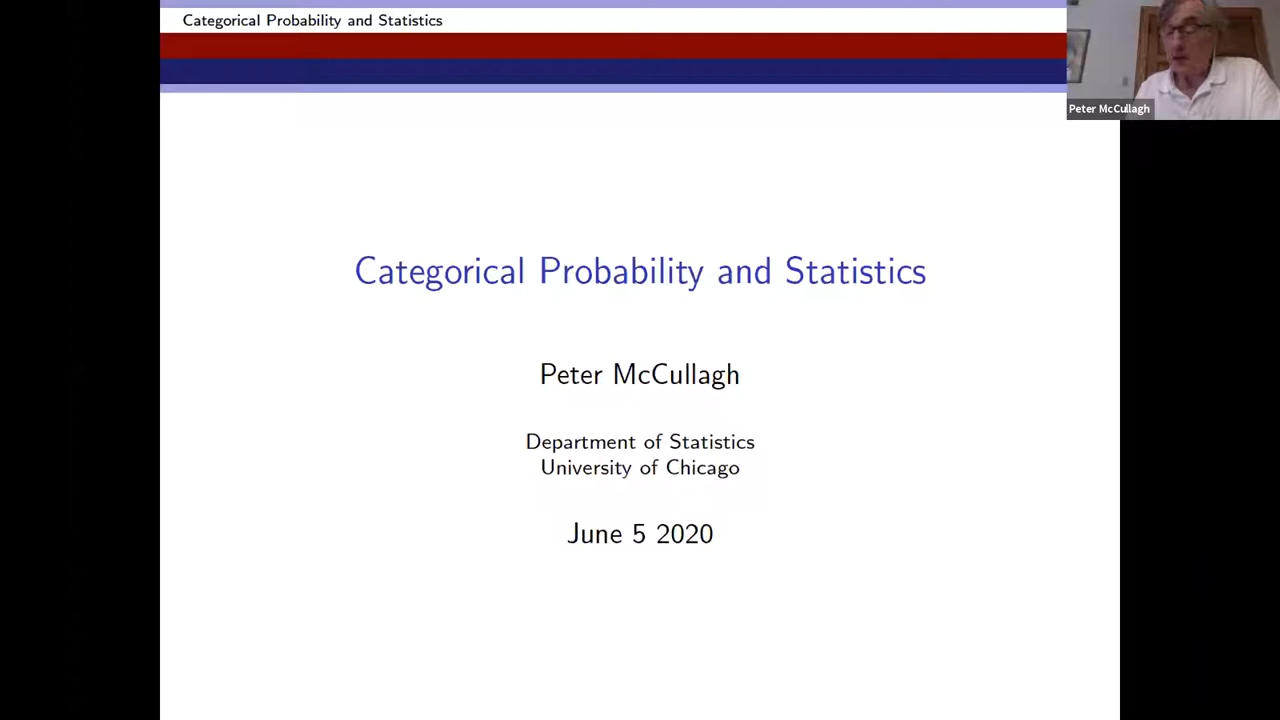 Categorical Probability and Statistics
Peter McCullagh
Categorical Probability and Statistics
Peter McCullagh
Department of Statistics
University of Chicago
June 5 2020